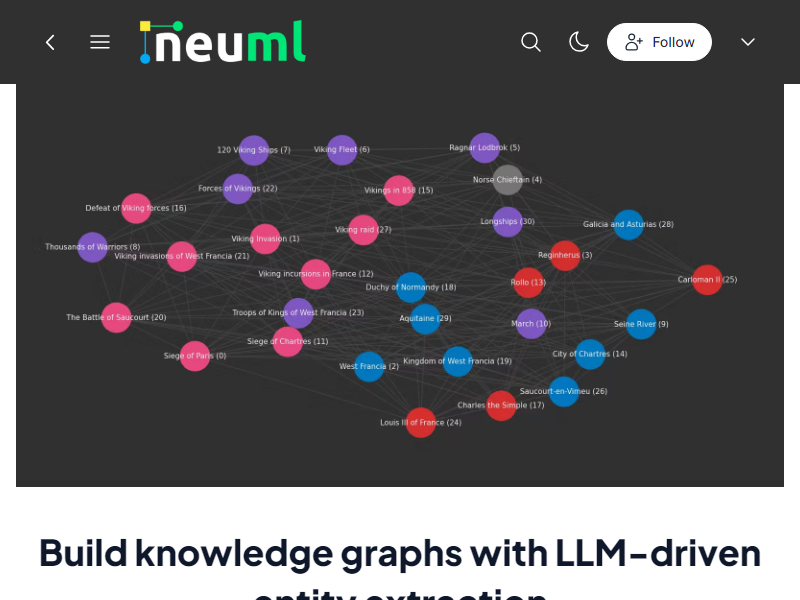 neuml
Follow
120 Viking Ships (7)
Viking Fleet (6)
Ragnar Lodbrok (5)
Norse Chieftain (4)
Forces of Vikings (22)
Vikings in 858 (15)
Defeat of Viking forces (16)
Longships (30)
Galicia and Asturias (28)
Viking raid (27)
Viking Invasion (1)
Thousands of Warriors (8)
Viking invasions of West Francia (21)
Reginherus (3)
Viking incursions in France (12)
Carloman II (25)
Rollo (13)
Duchy of Normandy (18)
Troops of Kings of West Francia (23)
The Battle of Saucourt (20)
Aquitaine (29)
March (10)
Seine River (9)
Siege of Chartres (11)
Siege of Paris (0)
City of Chartres (14)
Kingdom of West Francia (19)
West Francia (2)
Saucourt-en-Vimeu (26)
Charles the Simple (17)
Louis III of France (24)
Build knowledge graphs with LLM-driven
entity extraction